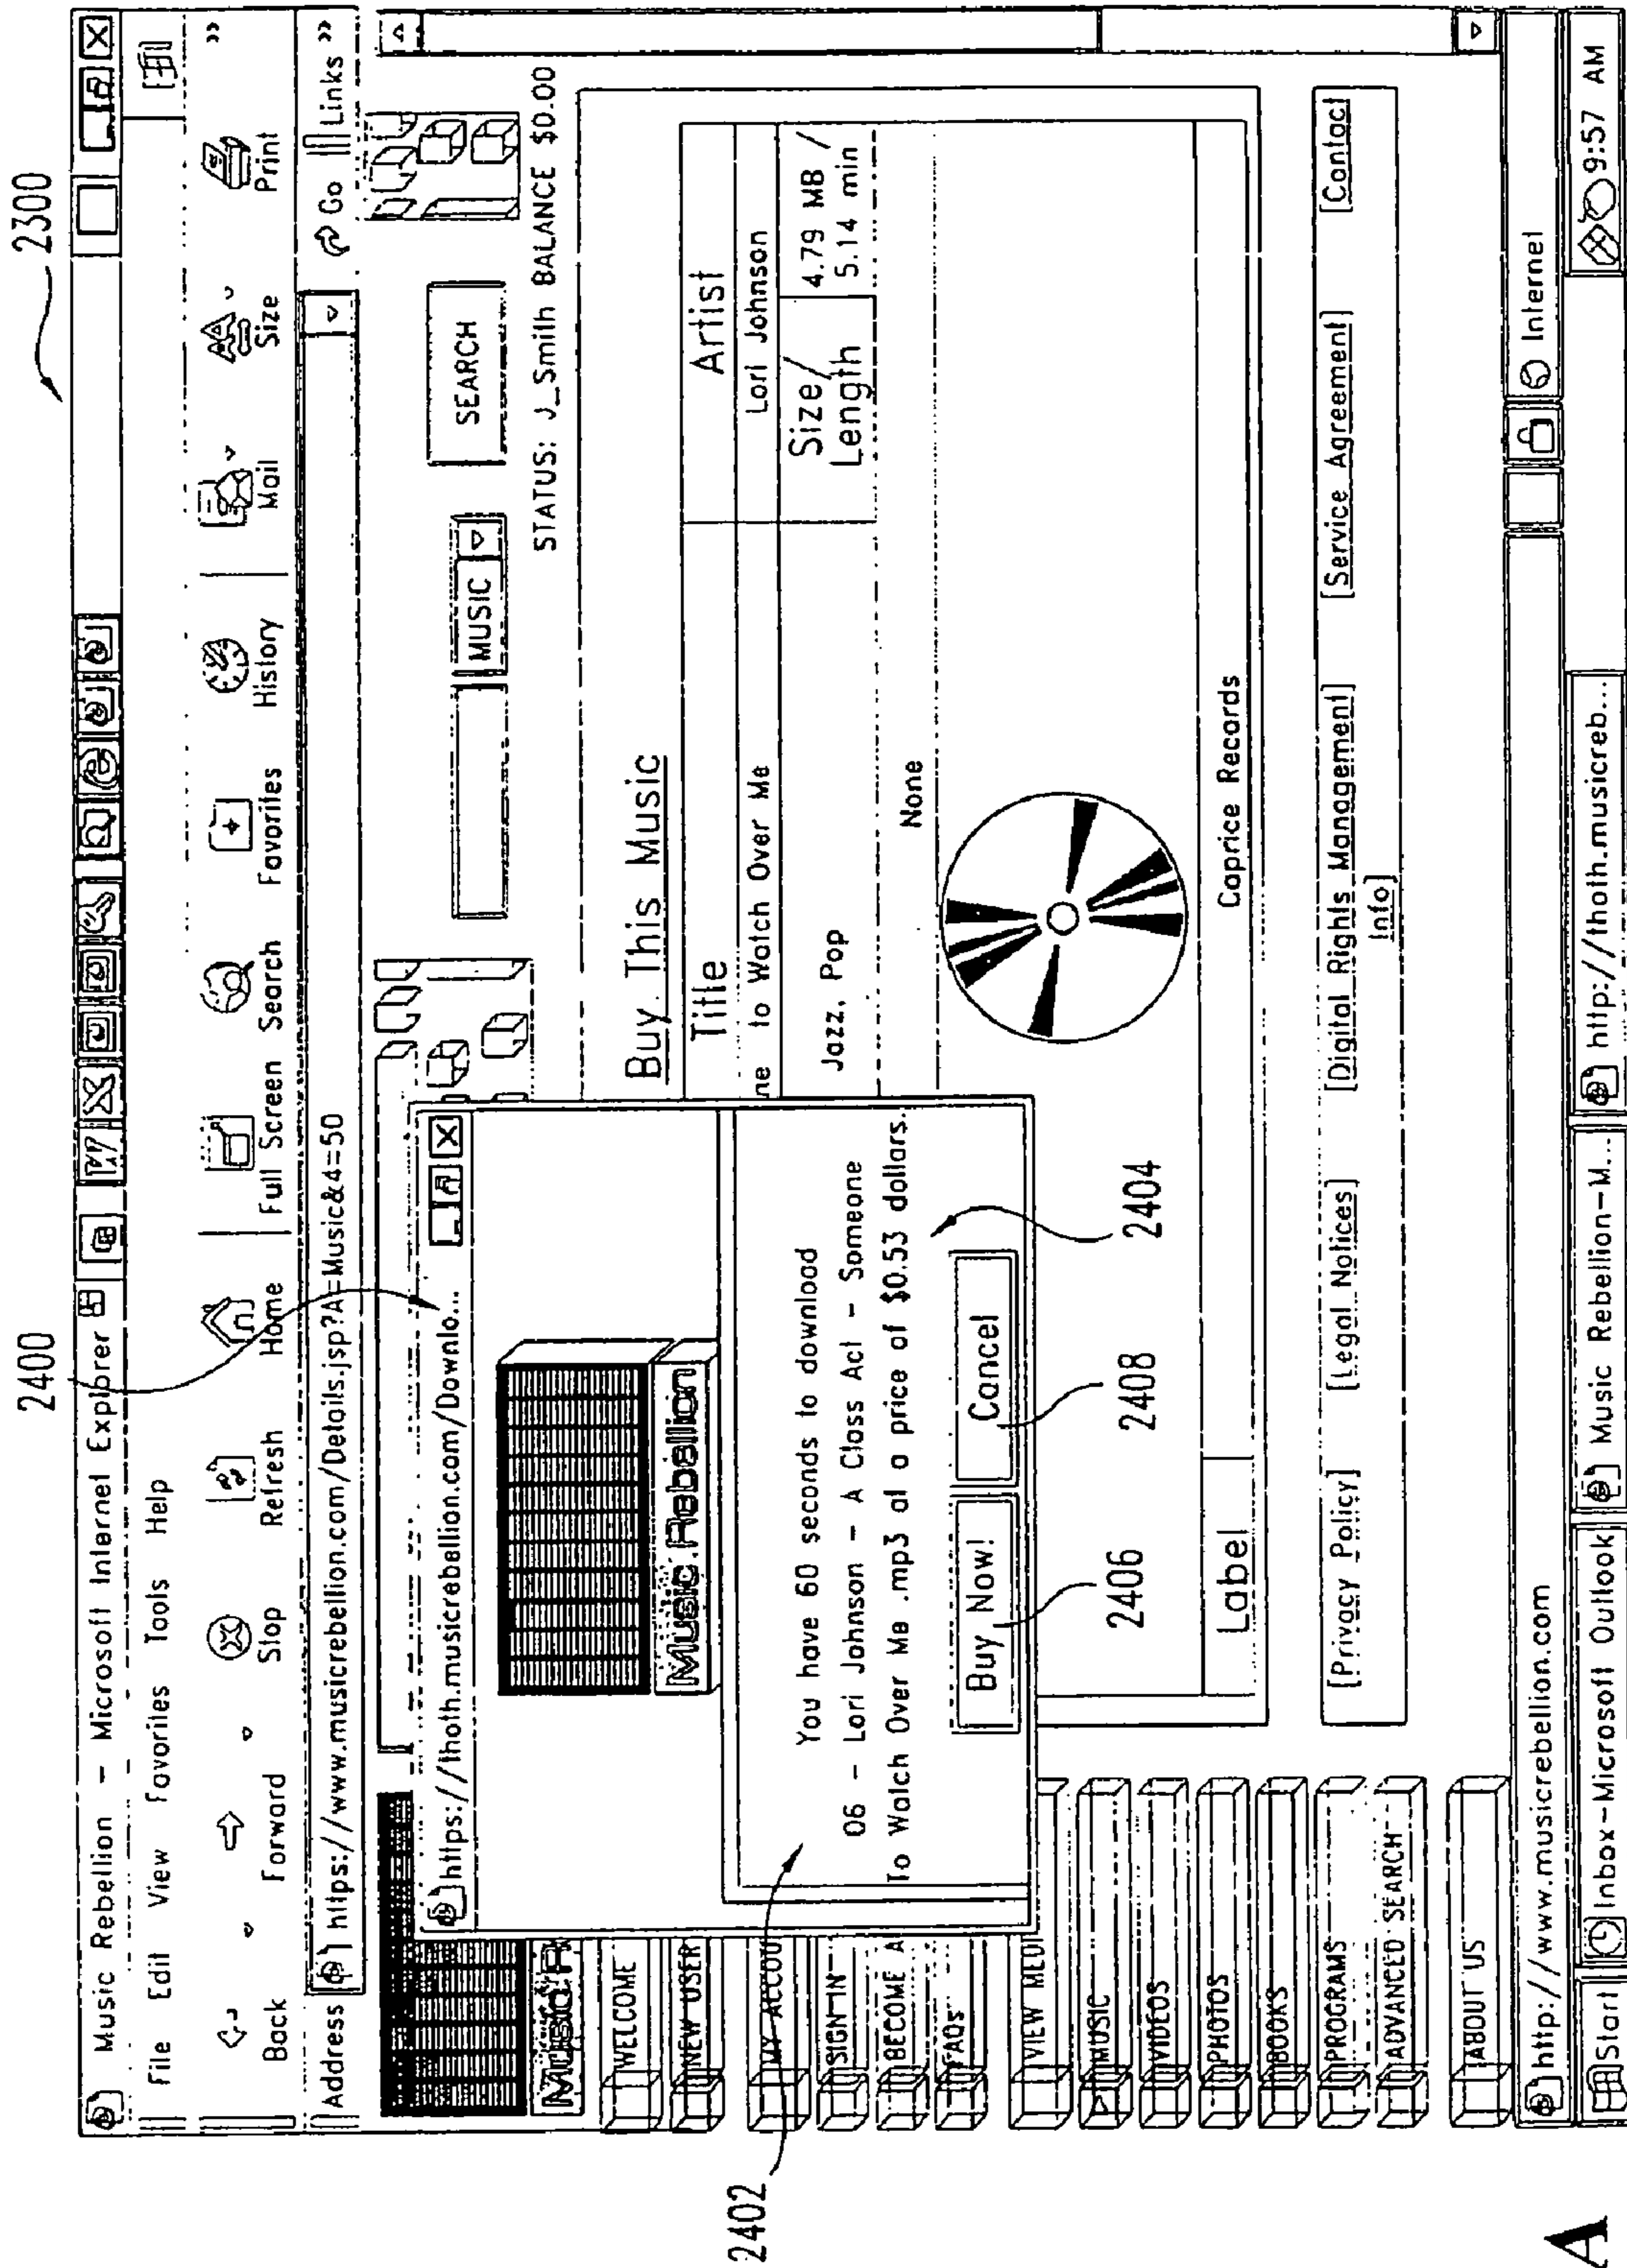 2400
2300
Music Rebellion - Microsoft Internet Explorer
File Edit View Favorites Tools Help
Back Forward Stop Refresh Home Full Screen Search Favorites History Mail Size Print »
Address https://www.musicrebellion.com/Details.jsp?A=Music&4=50 Go Links »
MUSIC SEARCH
STATUS: J_Smith BALANCE $0.00
https://thoth.musicrebellion.com/Downlo...
Music Rebellion
You have 60 seconds to download
06 - Lori Johnson - A Class Act - Someone
To Watch Over Me .mp3 at a price of $0.53 dollars.
Buy Now! Cancel
2402
2406
2408
2404
Buy This Music
Title Artist
ne to Watch Over Me Lori Johnson
Jazz, Pop Size/ Length 4.79 MB / 5.14 min
None
Label Caprice Records
WELCOME
NEW USER
MY ACCOU
SIGN-IN
BECOME A
FAQs
VIEW MEDI
MUSIC
VIDEOS
PHOTOS
BOOKS
PROGRAMS
ADVANCED SEARCH
ABOUT US
[Privacy Policy] [Legal Notices] [Digital Rights Management] [Service Agreement] [Contact]
Info]
http://www.musicrebellion.com Internet
Start Inbox-Microsoft Outlook Music Rebellion-M... http://thoth.musicreb... 9:57 AM
A